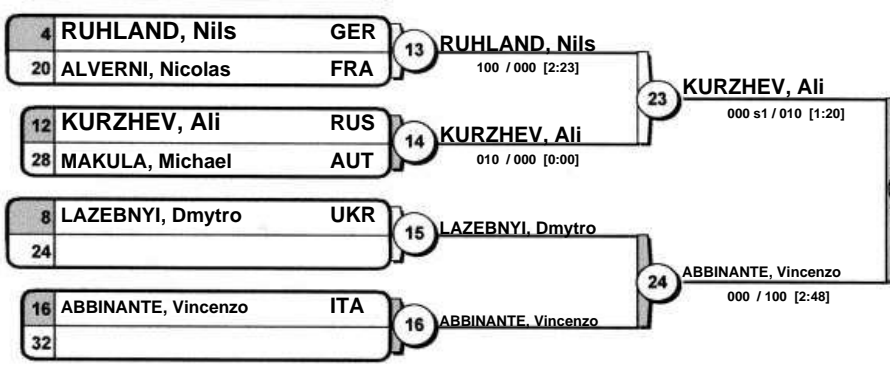 4 RUHLAND, Nils GER
20 ALVERNI, Nicolas FRA
13 RUHLAND, Nils
100 / 000 [2:23]
12 KURZHEV, Ali RUS
28 MAKULA, Michael AUT
14 KURZHEV, Ali
010 / 000 [0:00]
23 KURZHEV, Ali
000 s1 / 010 [1:20]
8 LAZEBNYI, Dmytro UKR
24
15 LAZEBNYI, Dmytro
16 ABBINANTE, Vincenzo ITA
32
16 ABBINANTE, Vincenzo
24 ABBINANTE, Vincenzo
000 / 100 [2:48]